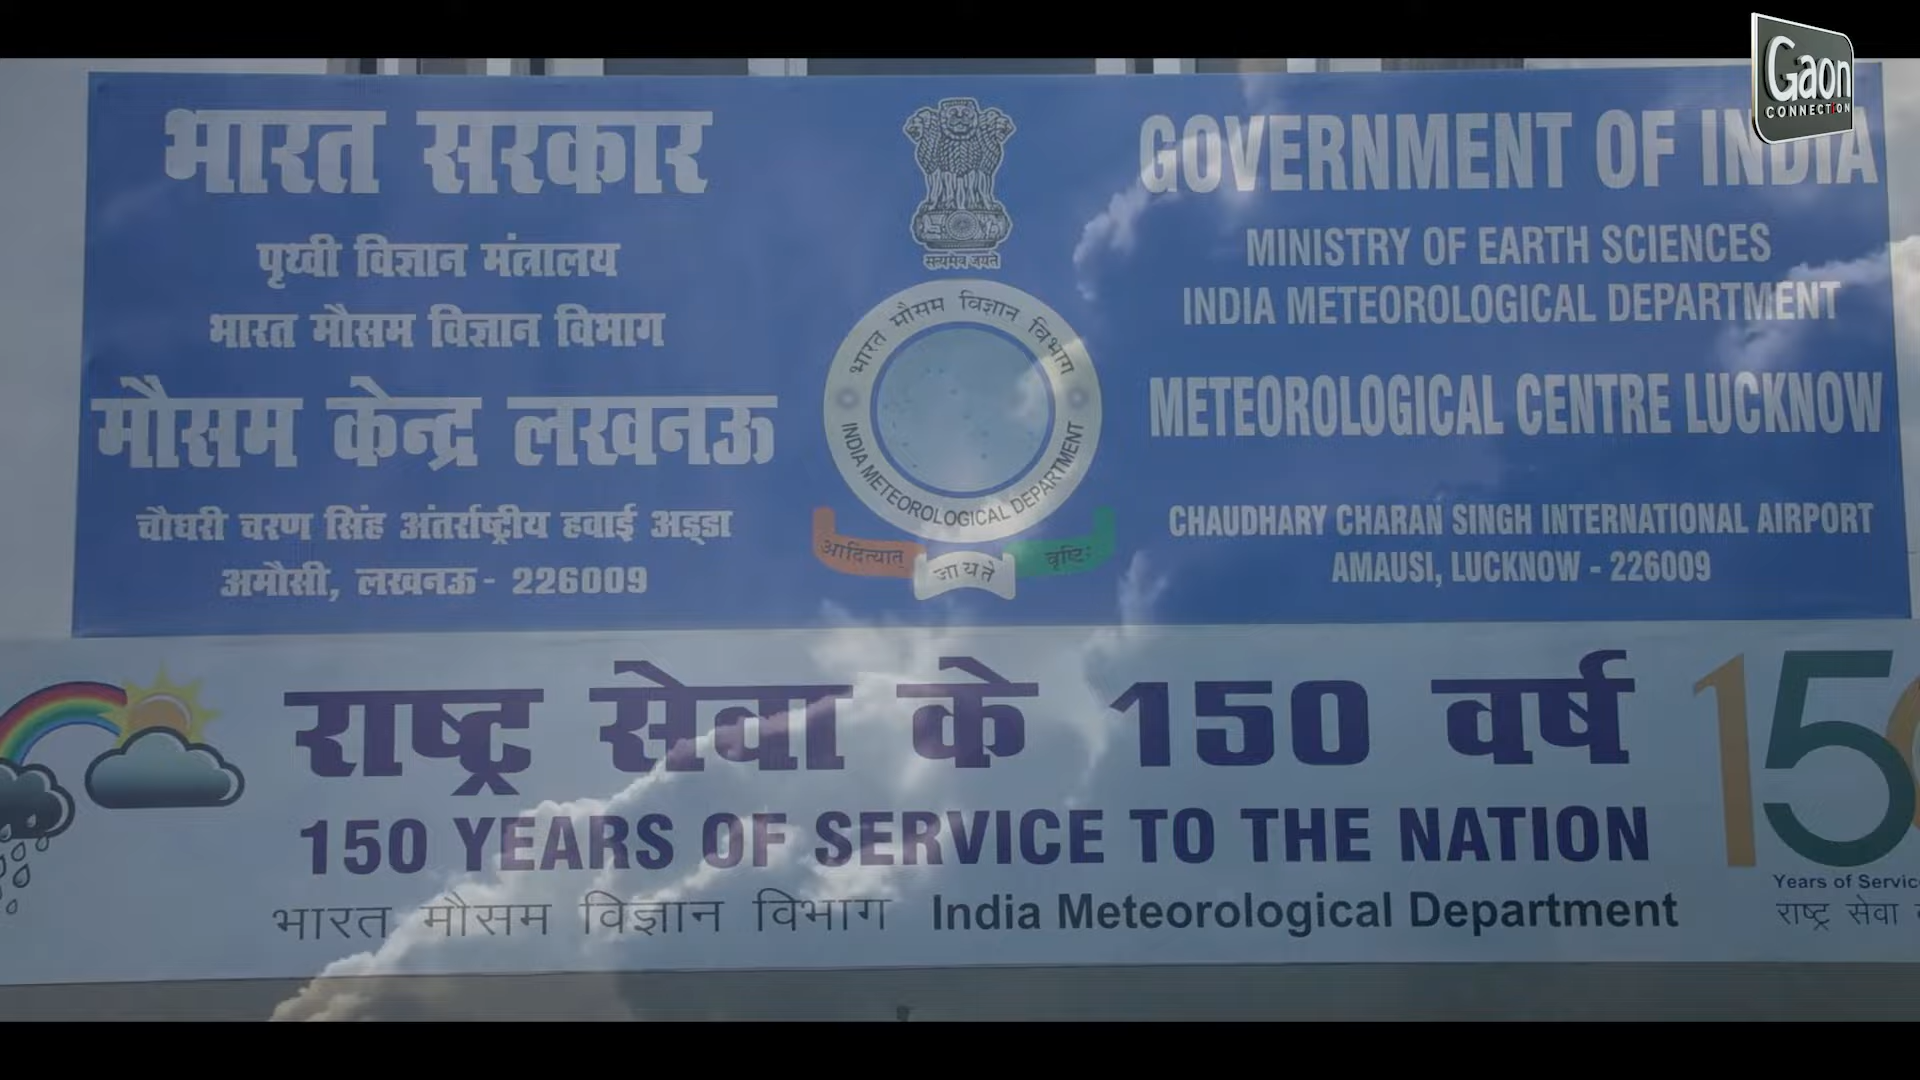 Gaon
CONNECTION
भारत सरकार
पृथ्वी विज्ञान मंत्रालय
भारत मौसम विज्ञान विभाग
मौसम केन्द्र लखनऊ
चौधरी चरण सिंह अंतर्राष्ट्रीय हवाई अड्डा
अमौसी, लखनऊ - 226009
सत्यमेव जयते
भारत मौसम विज्ञान विभाग
INDIA METEOROLOGICAL DEPARTMENT
आदित्यात् जायते वृष्टिः
GOVERNMENT OF INDIA
MINISTRY OF EARTH SCIENCES
INDIA METEOROLOGICAL DEPARTMENT
METEOROLOGICAL CENTRE LUCKNOW
CHAUDHARY CHARAN SINGH INTERNATIONAL AIRPORT
AMAUSI, LUCKNOW - 226009
राष्ट्र सेवा के 150 वर्ष
150 YEARS OF SERVICE TO THE NATION
भारत मौसम विज्ञान विभाग India Meteorological Department
150
Years of Servic
राष्ट्र सेवा